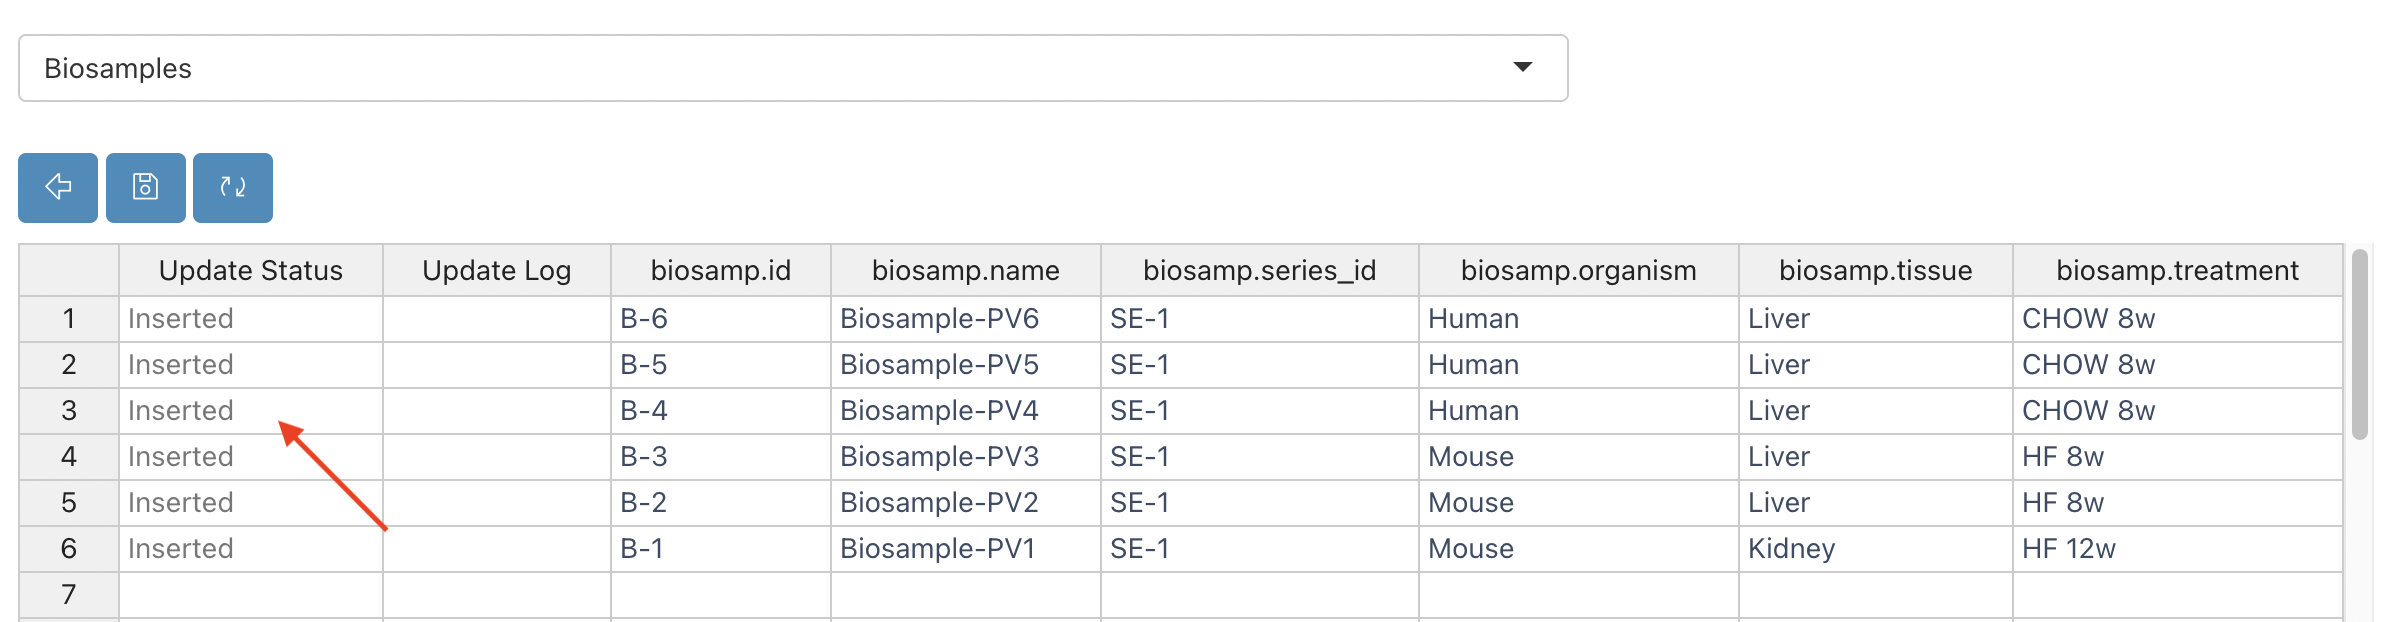 Biosamples
Update Status Update Log biosamp.id biosamp.name biosamp.series_id biosamp.organism biosamp.tissue biosamp.treatment
1 Inserted B-6 Biosample-PV6 SE-1 Human Liver CHOW 8w
2 Inserted B-5 Biosample-PV5 SE-1 Human Liver CHOW 8w
3 Inserted B-4 Biosample-PV4 SE-1 Human Liver CHOW 8w
4 Inserted B-3 Biosample-PV3 SE-1 Mouse Liver HF 8w
5 Inserted B-2 Biosample-PV2 SE-1 Mouse Liver HF 8w
6 Inserted B-1 Biosample-PV1 SE-1 Mouse Kidney HF 12w
7